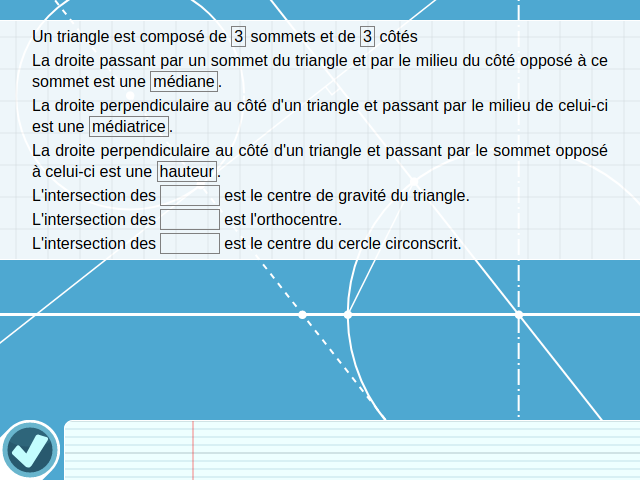 Un triangle est composé de 3 sommets et de 3 côtés
La droite passant par un sommet du triangle et par le milieu du côté opposé à ce
sommet est une médiane.
La droite perpendiculaire au côté d'un triangle et passant par le milieu de celui-ci
est une médiatrice.
La droite perpendiculaire au côté d'un triangle et passant par le sommet opposé
à celui-ci est une hauteur.
L'intersection des est le centre de gravité du triangle.
L'intersection des est l'orthocentre.
L'intersection des est le centre du cercle circonscrit.